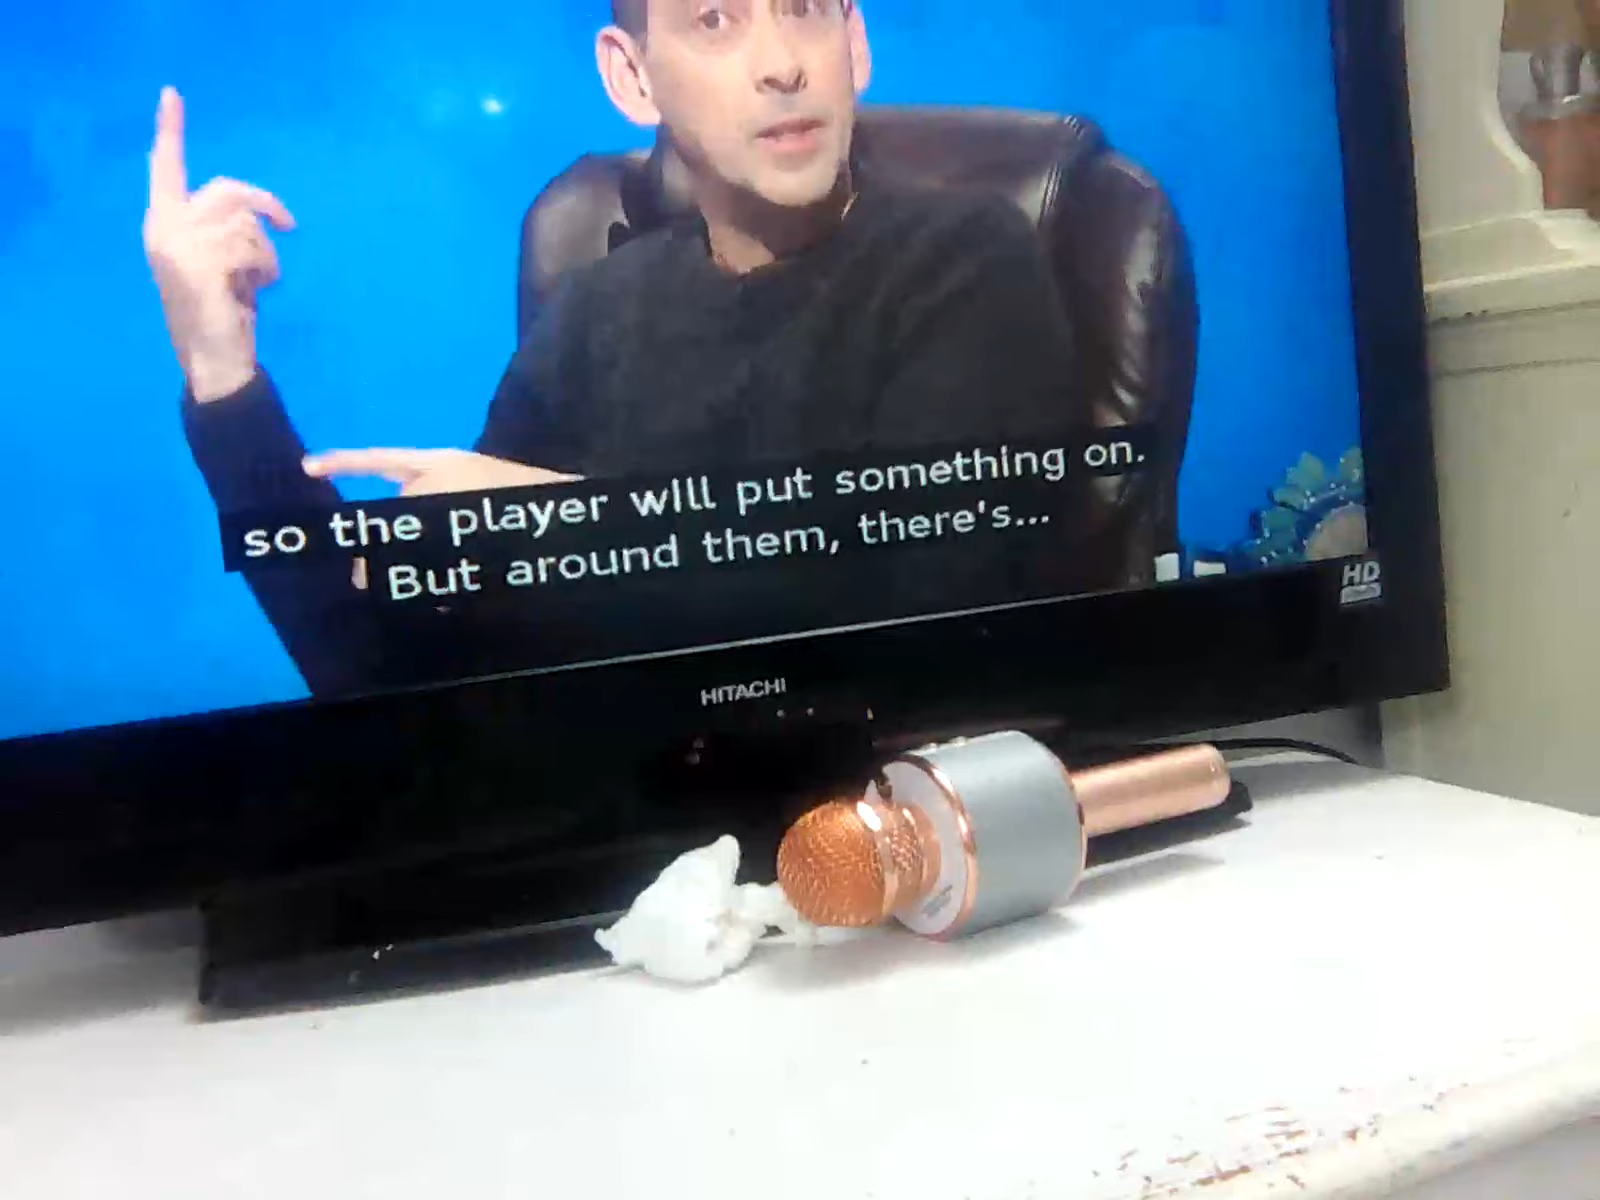 so the player will put something on.
But around them, there's...
HD
HITACHI